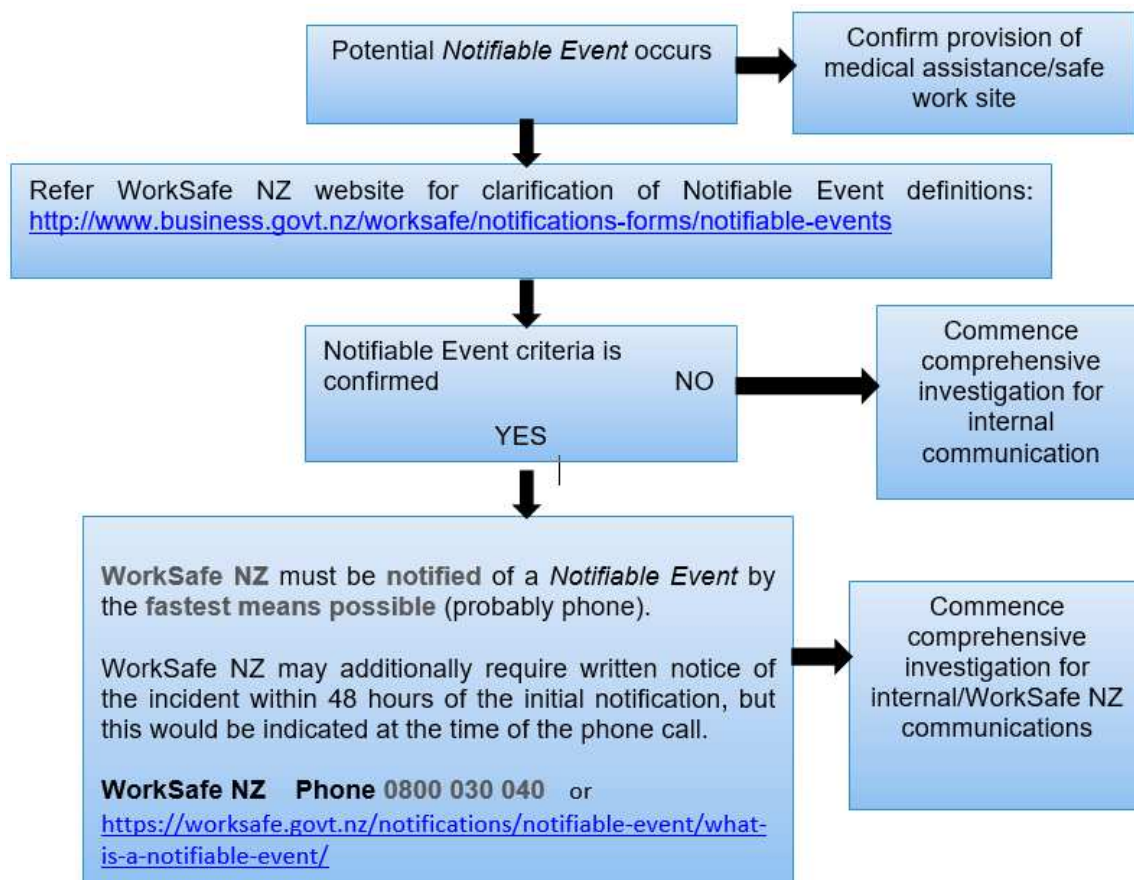 Potential Notifiable Event occurs
Confirm provision of
medical assistance/safe
work site
Refer WorkSafe NZ website for clarification of Notifiable Event definitions:
http://www.business.govt.nz/worksafe/notifications-forms/notifiable-events
Notifiable Event criteria is
confirmed NO
YES
Commence
comprehensive
investigation for
internal
communication
WorkSafe NZ must be notified of a Notifiable Event by
the fastest means possible (probably phone).
WorkSafe NZ may additionally require written notice of
the incident within 48 hours of the initial notification, but
this would be indicated at the time of the phone call.
WorkSafe NZ Phone 0800 030 040 or
https://worksafe.govt.nz/notifications/notifiable-event/what-
is-a-notifiable-event/
Commence
comprehensive
investigation for
internal/WorkSafe NZ
communications